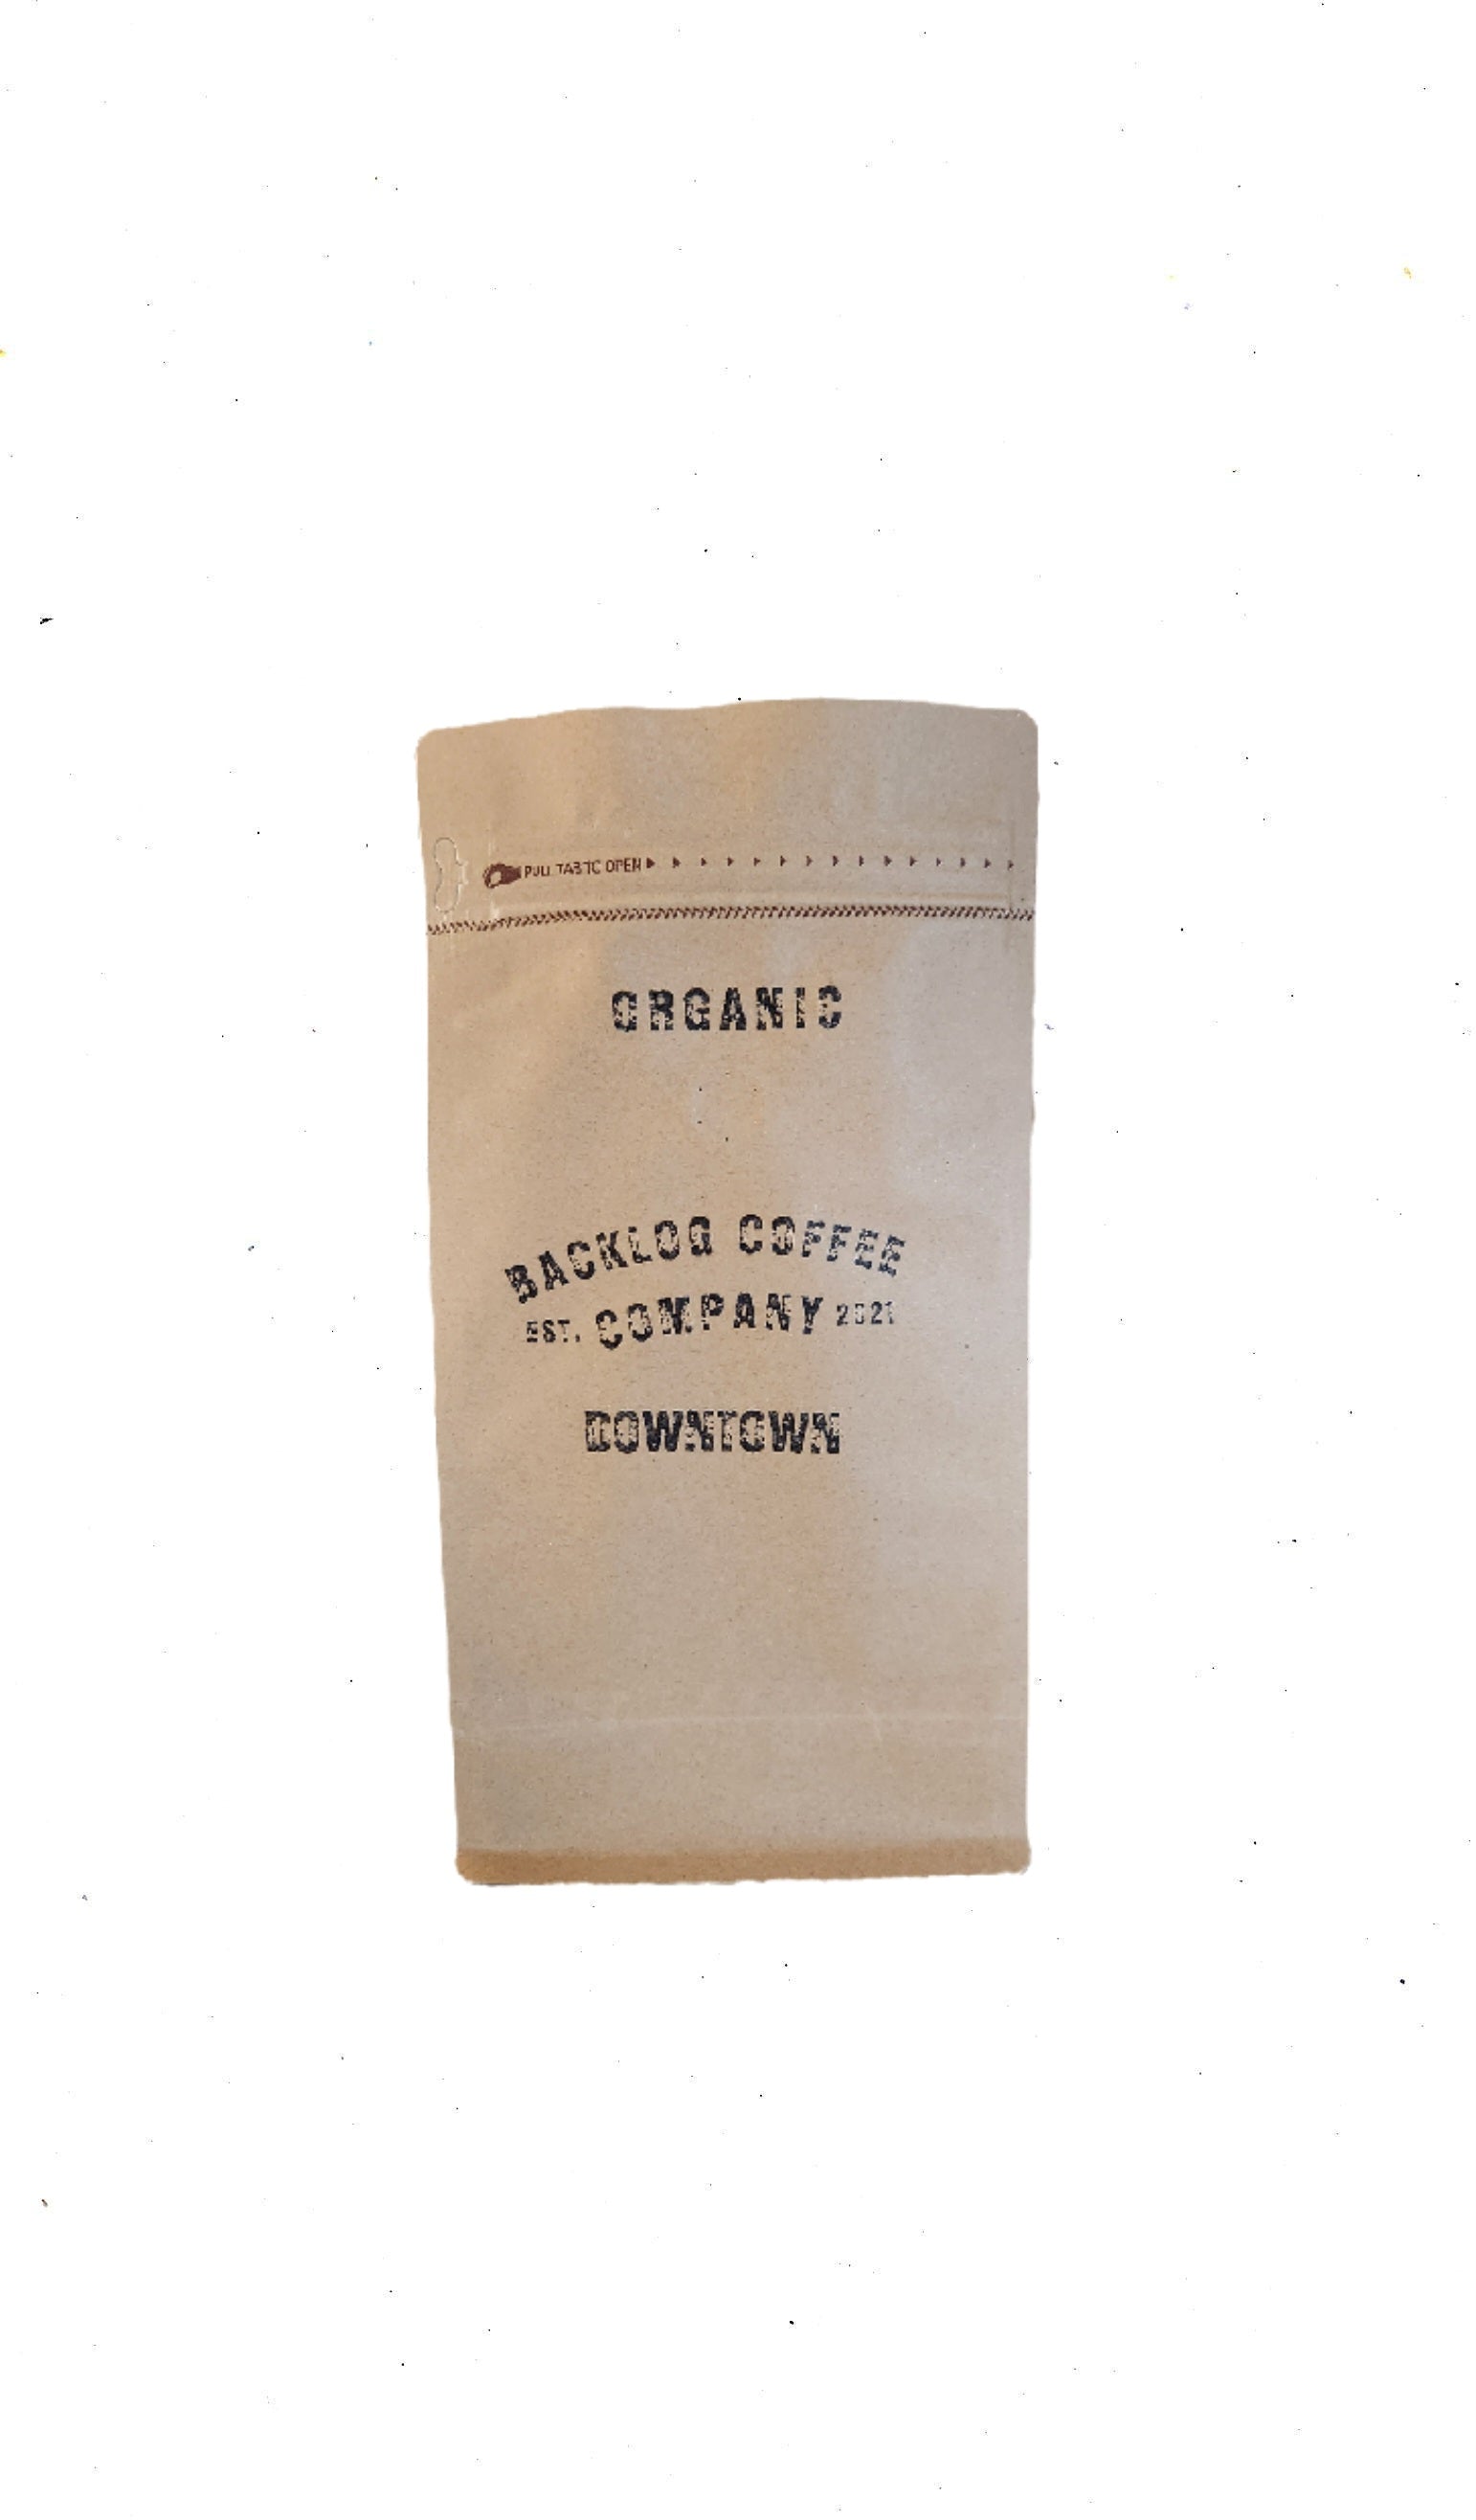 PULL TAB TO OPEN
ORGANIC
BACKLOG COFFEE
EST. COMPANY 2021
DOWNTOWN